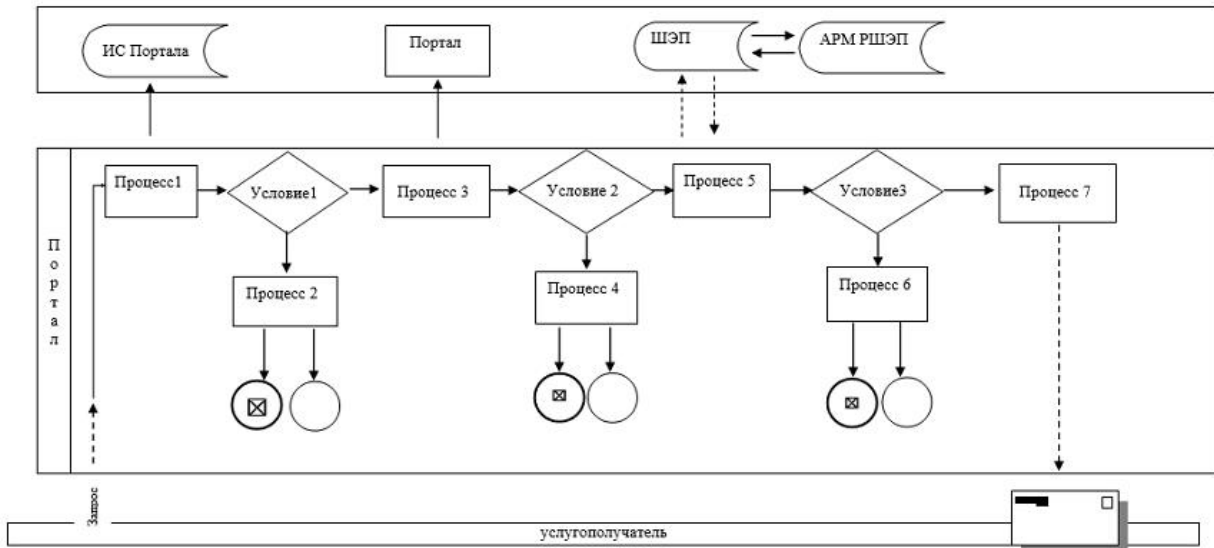 ИС Портала
Портал
ШЭП
АРМ РШЭП
Портал
Процесс1
Условие1
Процесс 3
Условие 2
Процесс 5
Условие3
Процесс 7
Процесс 2
Процесс 4
Процесс 6
Запрос
услугополучатель